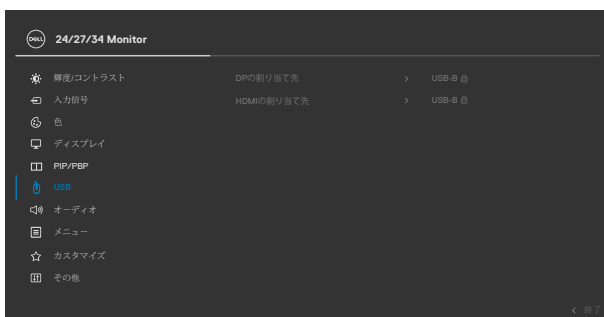 DELL 24/27/34 Monitor
輝度/コントラスト DPの割り当て先 > USB-B
入力信号 HDMIの割り当て先 > USB-B
色
ディスプレイ
PIP/PBP
USB
オーディオ
メニュー
カスタマイズ
その他
< 終了